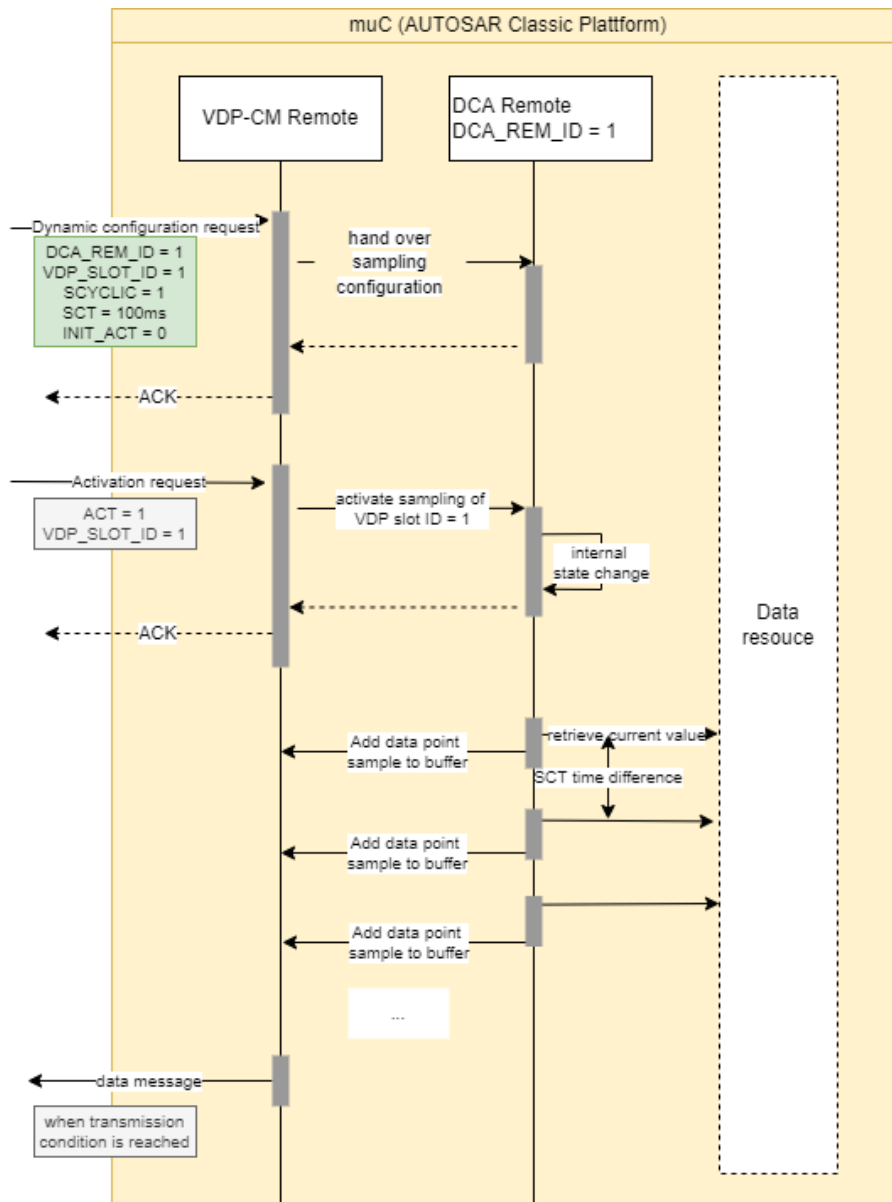 muC (AUTOSAR Classic Plattform)
VDP-CM Remote
DCA Remote
DCA_REM_ID = 1
Dynamic configuration request
DCA_REM_ID = 1
VDP_SLOT_ID = 1
SCYCLIC = 1
SCT = 100ms
INIT_ACT = 0
hand over
sampling
configuration
ACK
Activation request
ACT = 1
VDP_SLOT_ID = 1
activate sampling of
VDP slot ID = 1
internal
state change
ACK
Data
resouce
retrieve current value
Add data point
sample to buffer
SCT time difference
Add data point
sample to buffer
Add data point
sample to buffer
...
data message
when transmission
condition is reached